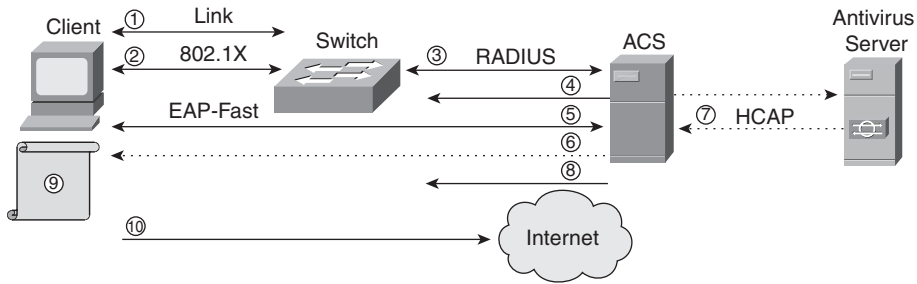 Client
① Link
② 802.1X
Switch
③ RADIUS
ACS
Antivirus
Server
④
EAP-Fast ⑤
⑦ HCAP
⑥
⑧
⑨
⑩
Internet